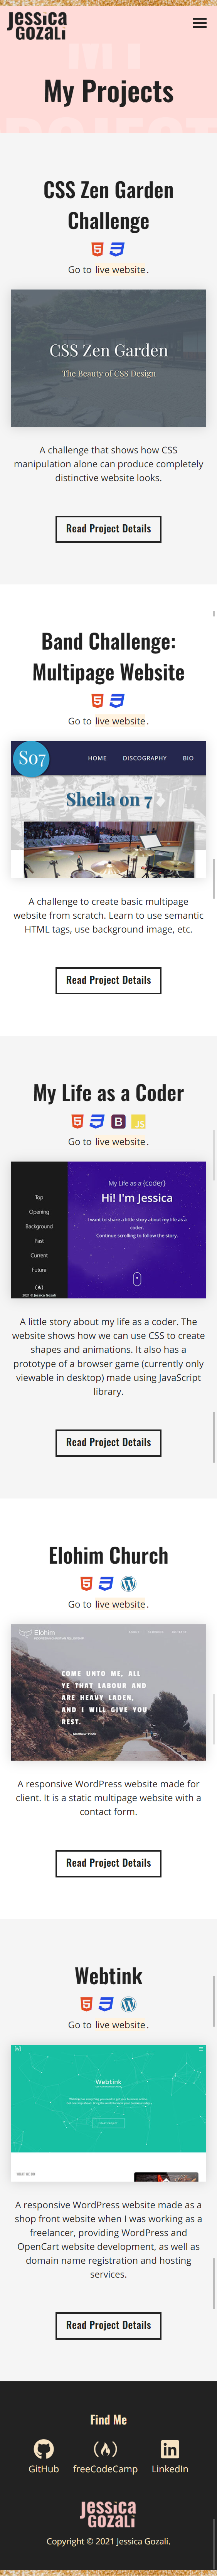 Jessica
Gozali
My Projects
CSS Zen Garden
Challenge
Go to live website.
CSS Zen Garden
The Beauty of CSS Design
A challenge that shows how CSS
manipulation alone can produce completely
distinctive website looks.
Read Project Details
Band Challenge:
Multipage Website
Go to live website.
So7
HOME DISCOGRAPHY BIO
Sheila on 7
A challenge to create basic multipage
website from scratch. Learn to use semantic
HTML tags, use background image, etc.
Read Project Details
My Life as a Coder
B JS
Go to live website.
Top
Opening
Background
Past
Current
Future
My Life as a {coder}
Hi! I'm Jessica
I want to share a little story about my life as a
coder.
Continue scrolling to follow the story.
A little story about my life as a coder. The
website shows how we can use CSS to create
shapes and animations. It also has a
prototype of a browser game (currently only
viewable in desktop) made using JavaScript
library.
Read Project Details
Elohim Church
Go to live website.
Elohim
COME UNTO ME, ALL
YE THAT LABOUR AND
ARE HEAVY LADEN,
AND I WILL GIVE YOU
REST.
Matthew 11:28
A responsive WordPress website made for
client. It is a static multipage website with a
contact form.
Read Project Details
Webtink
Go to live website.
Webtink
A responsive WordPress website made as a
shop front website when I was working as a
freelancer, providing WordPress and
OpenCart website development, as well as
domain name registration and hosting
services.
Read Project Details
Find Me
GitHub freeCodeCamp LinkedIn
Jessica
Gozali
Copyright © 2021 Jessica Gozali.